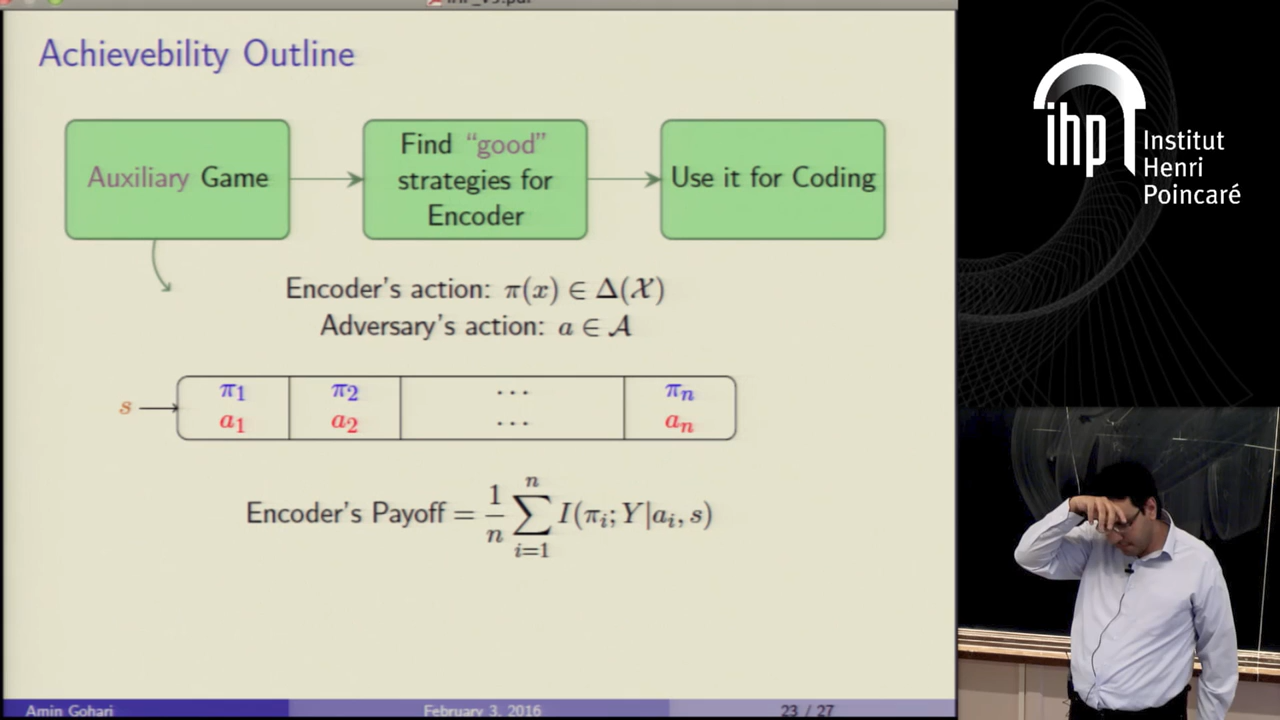 Achievebility Outline
Auxiliary Game
Find “good”
strategies for
Encoder
Use it for Coding
Encoder's action: π(x) ∈ Δ(𝒳)
Adversary's action: a ∈ 𝒜
s
π₁ π₂ ··· πₙ
a₁ a₂ ··· aₙ
Encoder's Payoff = 1/n ∑ᵢ₌₁ⁿ I(πᵢ; Y|aᵢ, s)
Amin Gohari February 3, 2016 23 / 27
ihp
Institut
Henri
Poincaré